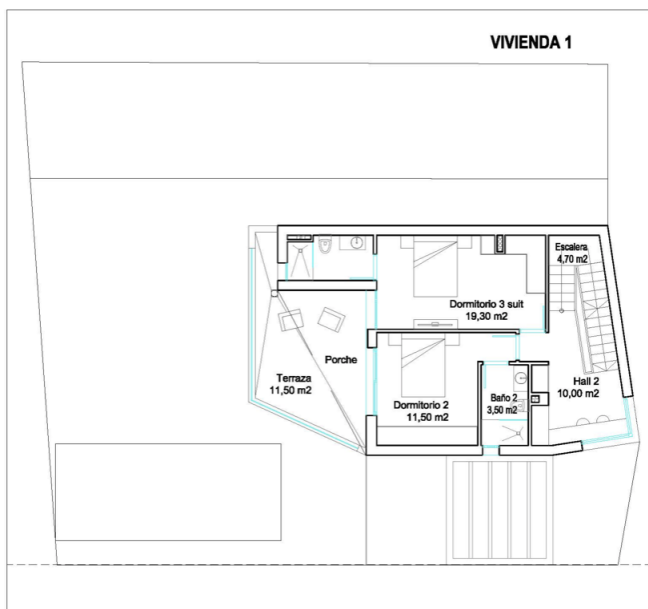 VIVIENDA 1
Escalera
4,70 m2
Dormitorio 3 suit
19,30 m2
Porche
Terraza
11,50 m2
Dormitorio 2
11,50 m2
Baño 2
3,50 m2
Hall 2
10,00 m2